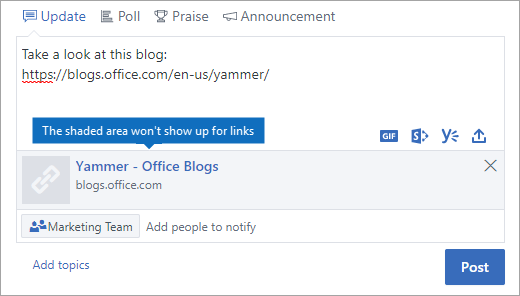 Update Poll Praise Announcement
Take a look at this blog:
https://blogs.office.com/en-us/yammer/
The shaded area won't show up for links
GIF S y
Yammer - Office Blogs
blogs.office.com
Marketing Team Add people to notify
Add topics
Post